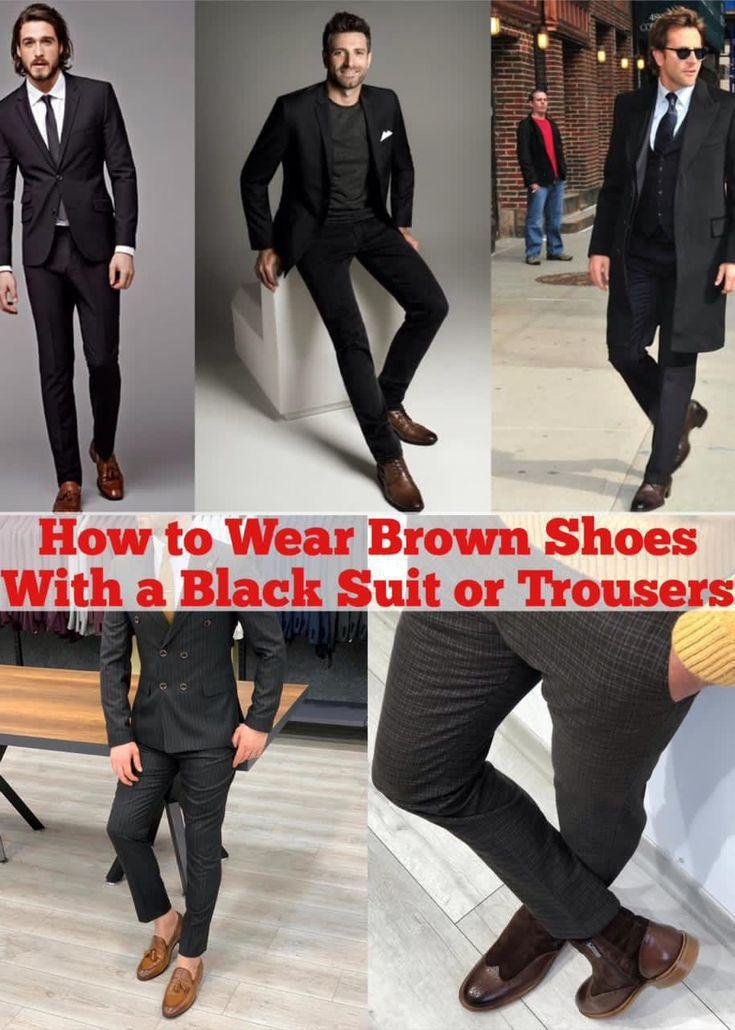 How to Wear Brown Shoes
With a Black Suit or Trousers